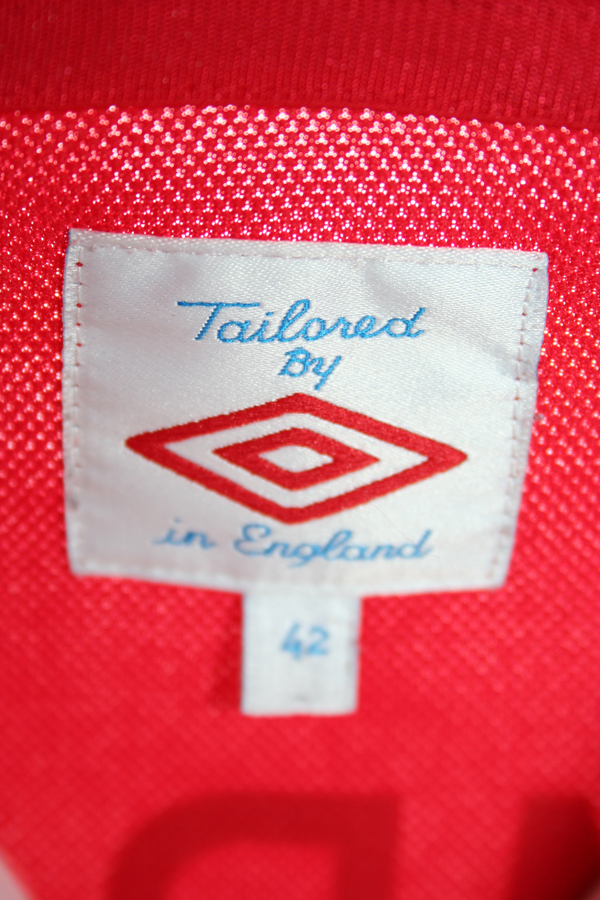 Tailored
By
in England
42